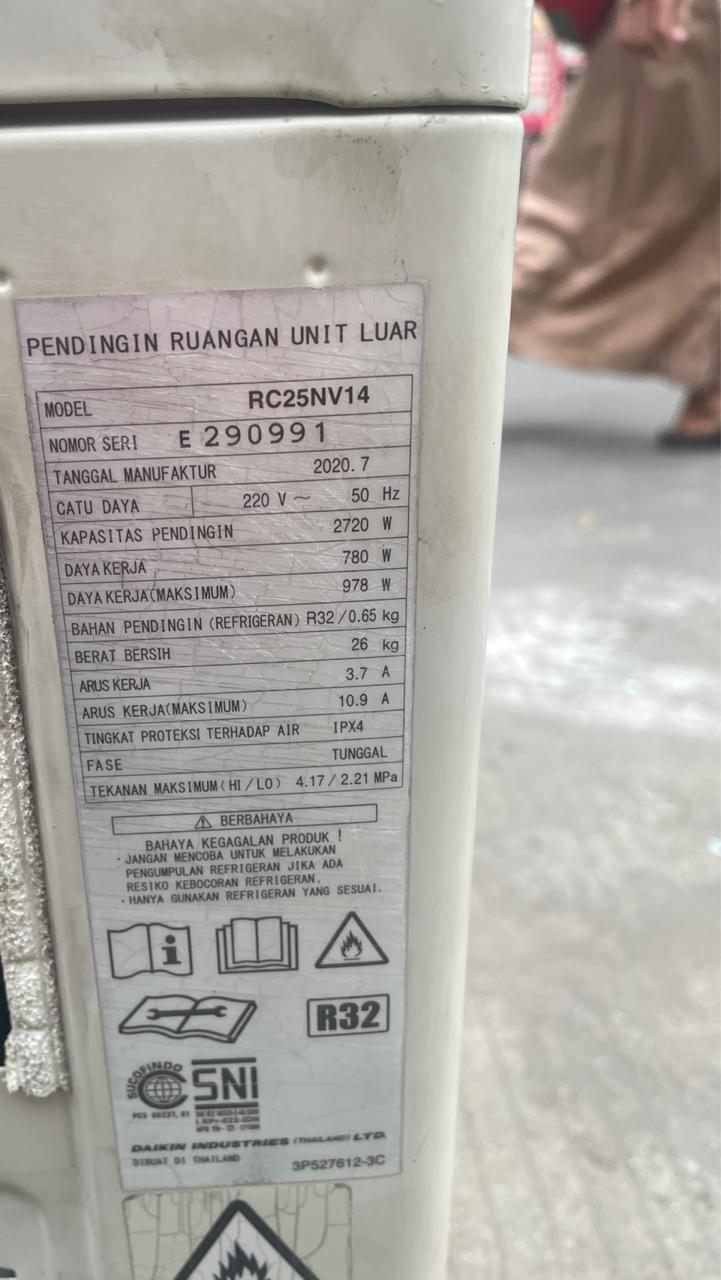 PENDINGIN RUANGAN UNIT LUAR
MODEL RC25NV14
NOMOR SERI E 290991
TANGGAL MANUFAKTUR 2020.7
CATU DAYA 220 V ~ 50 Hz
KAPASITAS PENDINGIN 2720 W
DAYA KERJA 780 W
DAYA KERJA(MAKSIMUM) 978 W
BAHAN PENDINGIN (REFRIGERAN) R32/0.65 kg
BERAT BERSIH 26 kg
ARUS KERJA 3.7 A
ARUS KERJA(MAKSIMUM) 10.9 A
TINGKAT PROTEKSI TERHADAP AIR IPX4
FASE TUNGGAL
TEKANAN MAKSIMUM(HI/LO) 4.17/2.21 MPa
⚠ BERBAHAYA
BAHAYA KEGAGALAN PRODUK !
・JANGAN MENCOBA UNTUK MELAKUKAN
PENGUMPULAN REFRIGERAN JIKA ADA
RESIKO KEBOCORAN REFRIGERAN.
・HANYA GUNAKAN REFRIGERAN YANG SESUAI.
R32
SUCOFINDO
SNI
DAIKIN INDUSTRIES (THAILAND) LTD.
DIBUAT DI THAILAND
3P527612-3C